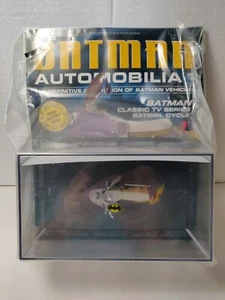 BATMAN
AUTOMOBILIA
DEFINITIVE COLLECTION OF BATMAN VEHICLES
BATMAN
CLASSIC TV SERIES
BATGIRL CYCLE